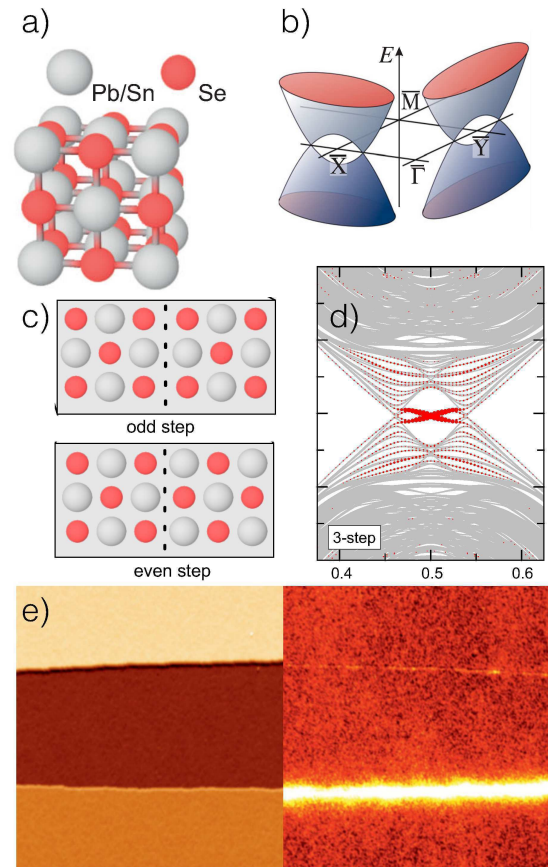 a)
Pb/Sn
Se
b)
E
M̅
X̅
Y̅
Γ̅
c)
odd step
even step
d)
3-step
0.4
0.5
0.6
e)